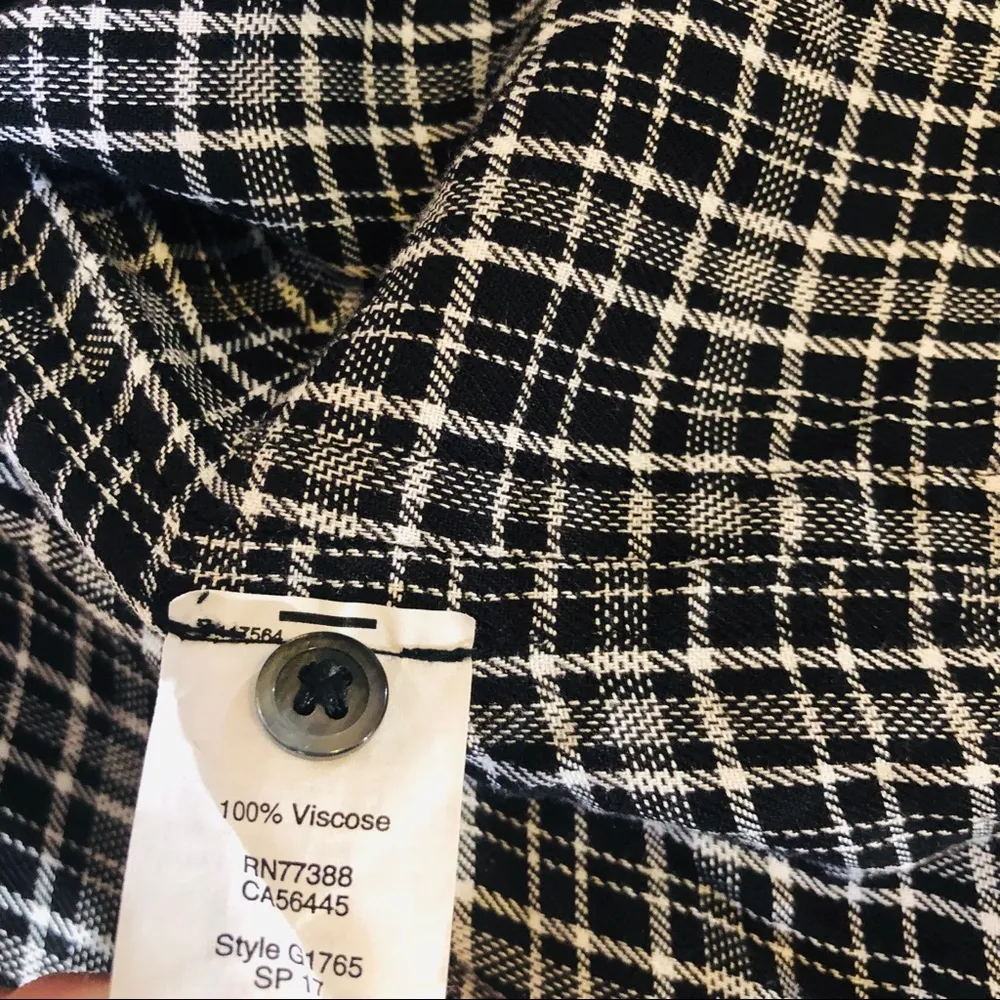 100% Viscose
RN77388
CA56445
Style G1765
SP 17